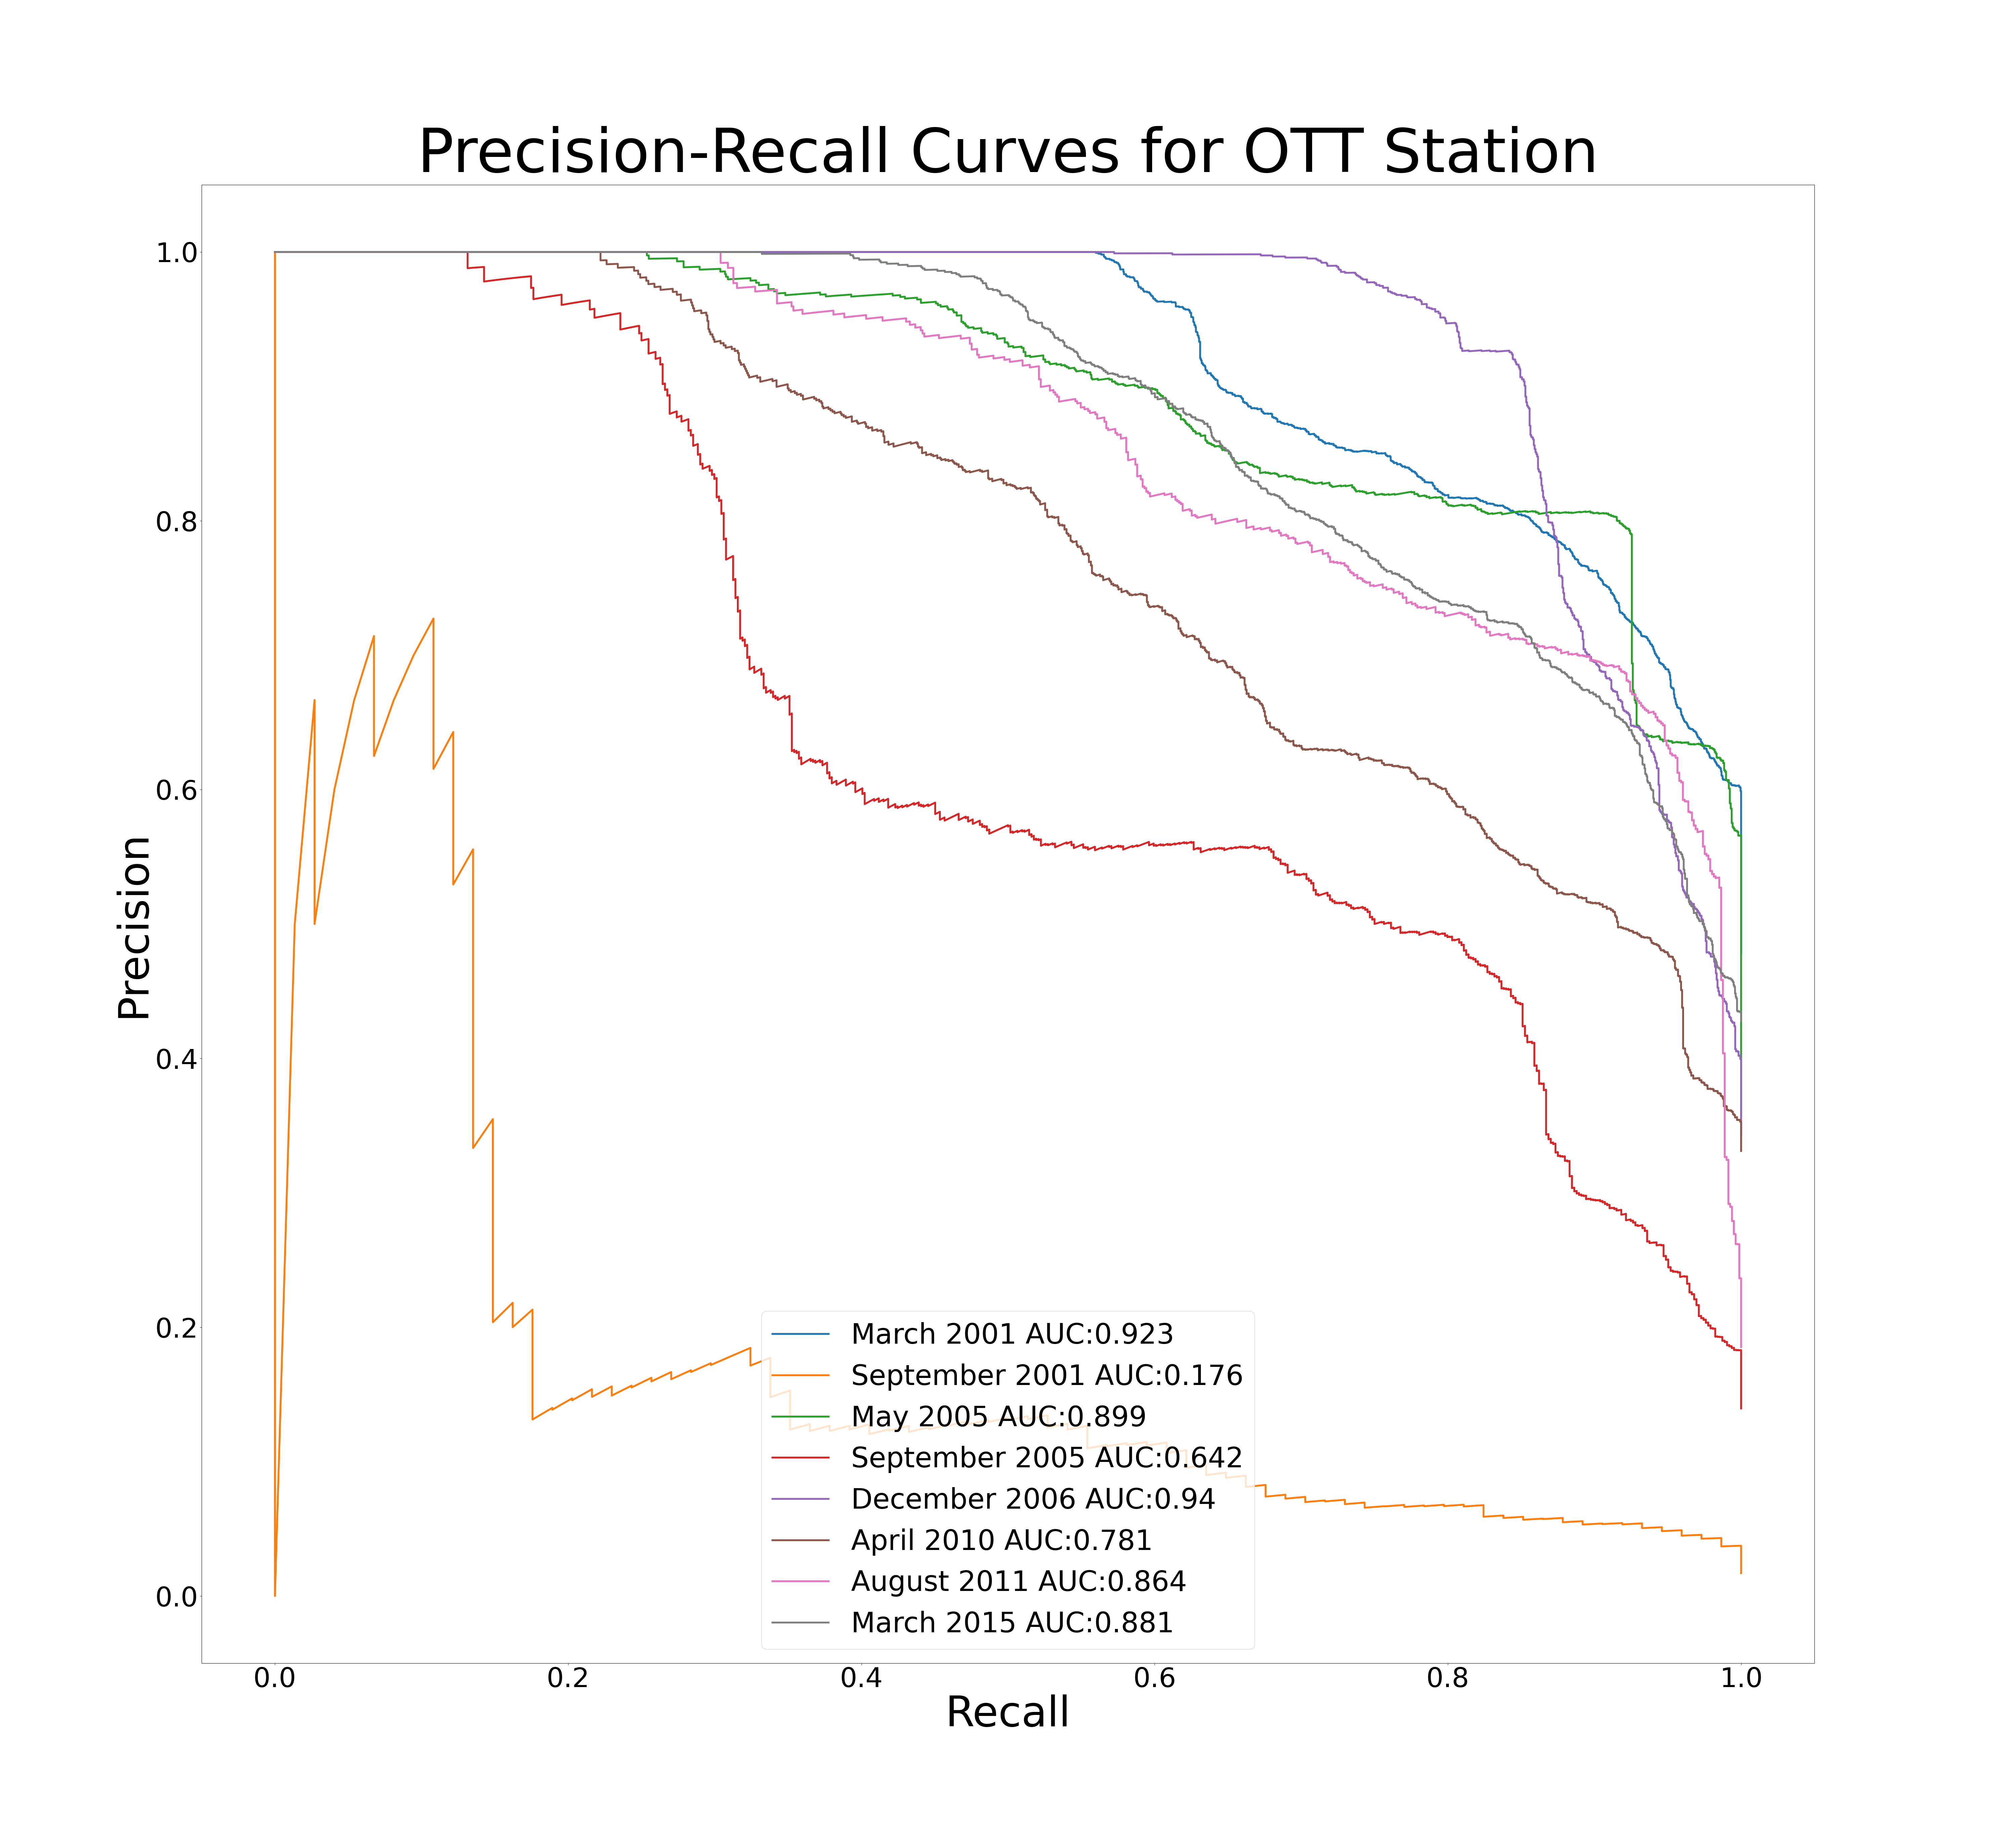 Precision-Recall Curves for OTT Station
1.0
0.8
0.6
0.4
0.2
0.0
Precision
March 2001 AUC:0.923
September 2001 AUC:0.176
May 2005 AUC:0.899
September 2005 AUC:0.642
December 2006 AUC:0.94
April 2010 AUC:0.781
August 2011 AUC:0.864
March 2015 AUC:0.881
0.0 0.2 0.4 0.6 0.8 1.0
Recall